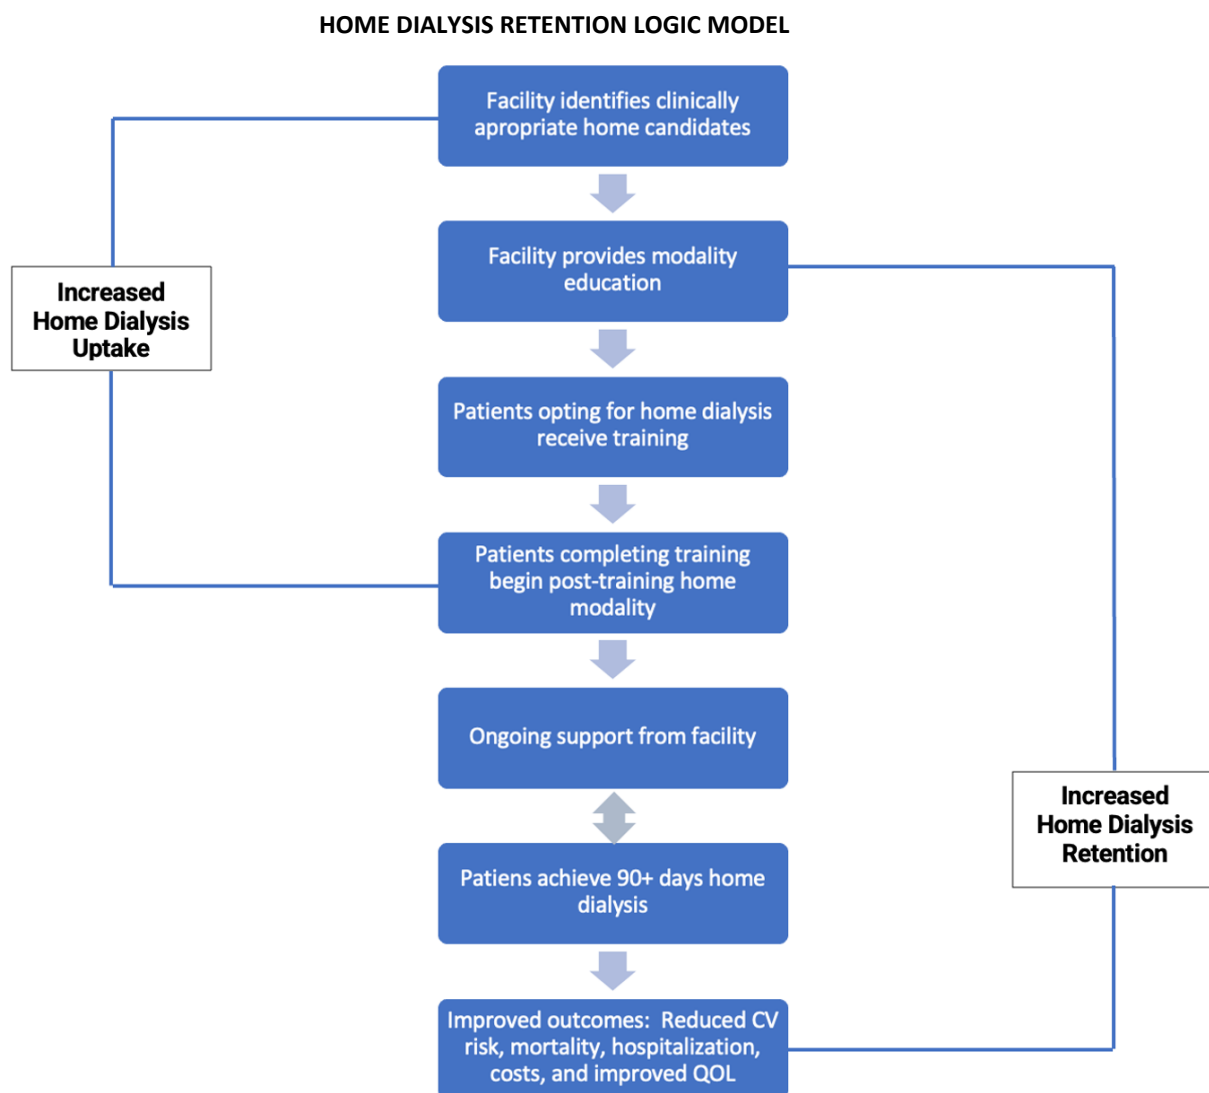 HOME DIALYSIS RETENTION LOGIC MODEL
Facility identifies clinically
apropriate home candidates
Facility provides modality
education
Increased
Home Dialysis
Uptake
Patients opting for home dialysis
receive training
Patients completing training
begin post-training home
modality
Ongoing support from facility
Increased
Home Dialysis
Retention
Patiens achieve 90+ days home
dialysis
Improved outcomes: Reduced CV
risk, mortality, hospitalization,
costs, and improved QOL